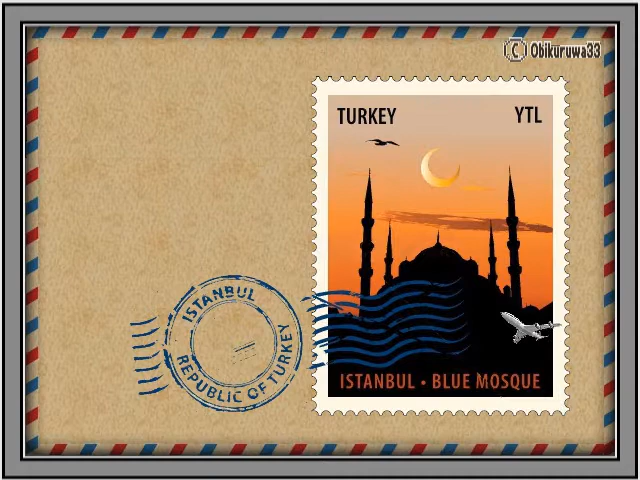 © Obikuruwa33
TURKEY YTL
ISTANBUL • BLUE MOSQUE
ISTANBUL
REPUBLIC OF TURKEY